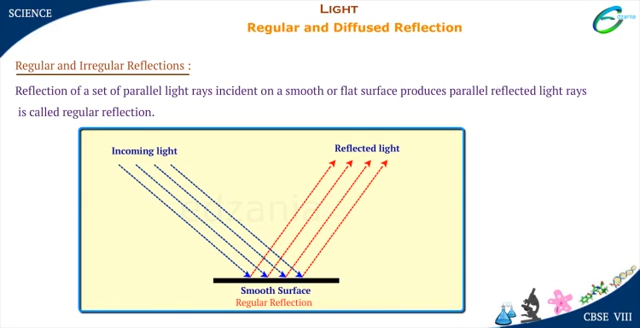 SCIENCE
LIGHT
Regular and Diffused Reflection
Edzania
Regular and Irregular Reflections :
Reflection of a set of parallel light rays incident on a smooth or flat surface produces parallel reflected light rays
is called regular reflection.
Incoming light
Reflected light
dzania
Smooth Surface
Regular Reflection
CBSE VIII